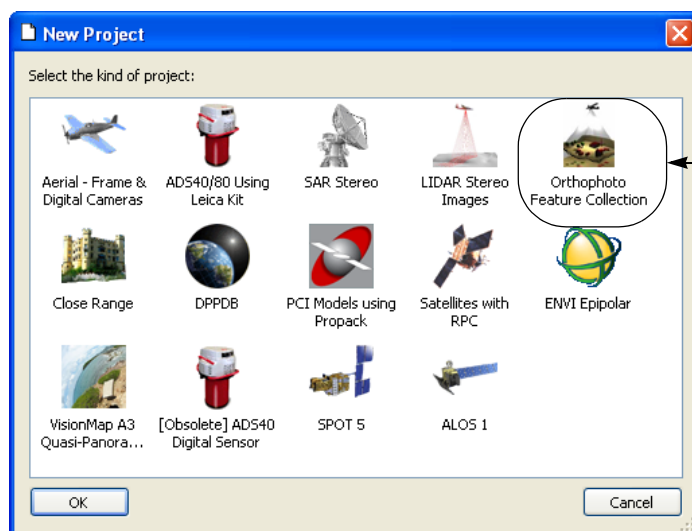 New Project
Select the kind of project:
Aerial - Frame &
Digital Cameras
ADS40/80 Using
Leica Kit
SAR Stereo
LIDAR Stereo
Images
Orthophoto
Feature Collection
Close Range
DPPDB
PCI Models using
Propack
Satellites with
RPC
ENVI Epipolar
VisionMap A3
Quasi-Panora...
[Obsolete] ADS40
Digital Sensor
SPOT 5
ALOS 1
OK
Cancel